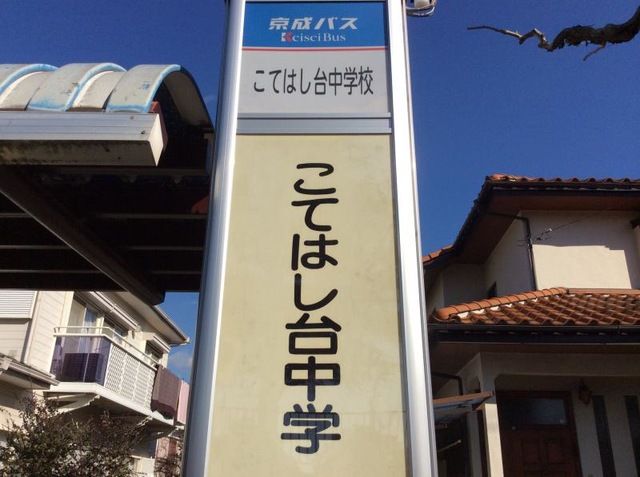 京成バス
Keisei Bus
こてはし台中学校
こてはし台中学